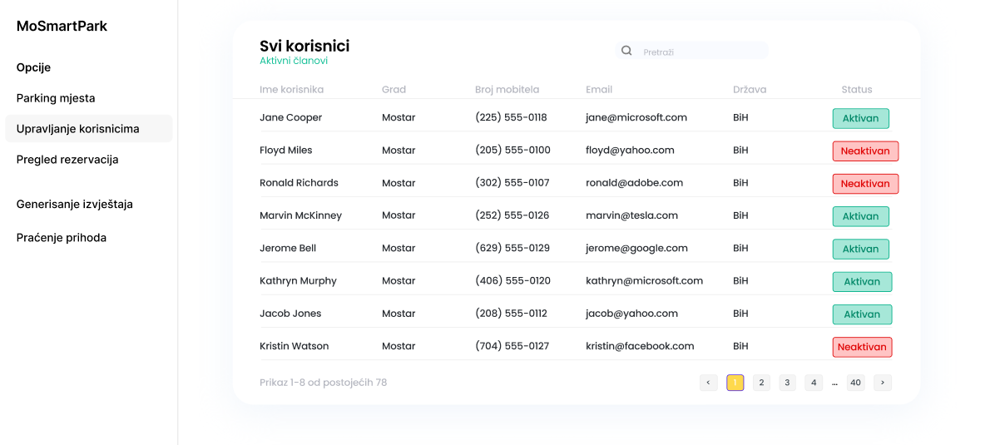 MoSmartPark
Opcije
Parking mjesta
Upravljanje korisnicima
Pregled rezervacija
Generisanje izvještaja
Praćenje prihoda
Svi korisnici
Aktivni članovi
Pretraži
Ime korisnika Grad Broj mobitela Email Država Status
Jane Cooper Mostar (225) 555-0118 jane@microsoft.com BiH Aktivan
Floyd Miles Mostar (205) 555-0100 floyd@yahoo.com BiH Neaktivan
Ronald Richards Mostar (302) 555-0107 ronald@adobe.com BiH Neaktivan
Marvin McKinney Mostar (252) 555-0126 marvin@tesla.com BiH Aktivan
Jerome Bell Mostar (629) 555-0129 jerome@google.com BiH Aktivan
Kathryn Murphy Mostar (406) 555-0120 kathryn@microsoft.com BiH Aktivan
Jacob Jones Mostar (208) 555-0112 jacob@yahoo.com BiH Aktivan
Kristin Watson Mostar (704) 555-0127 kristin@facebook.com BiH Neaktivan
Prikaz 1-8 od postojećih 78 < 1 2 3 4 ... 40 >